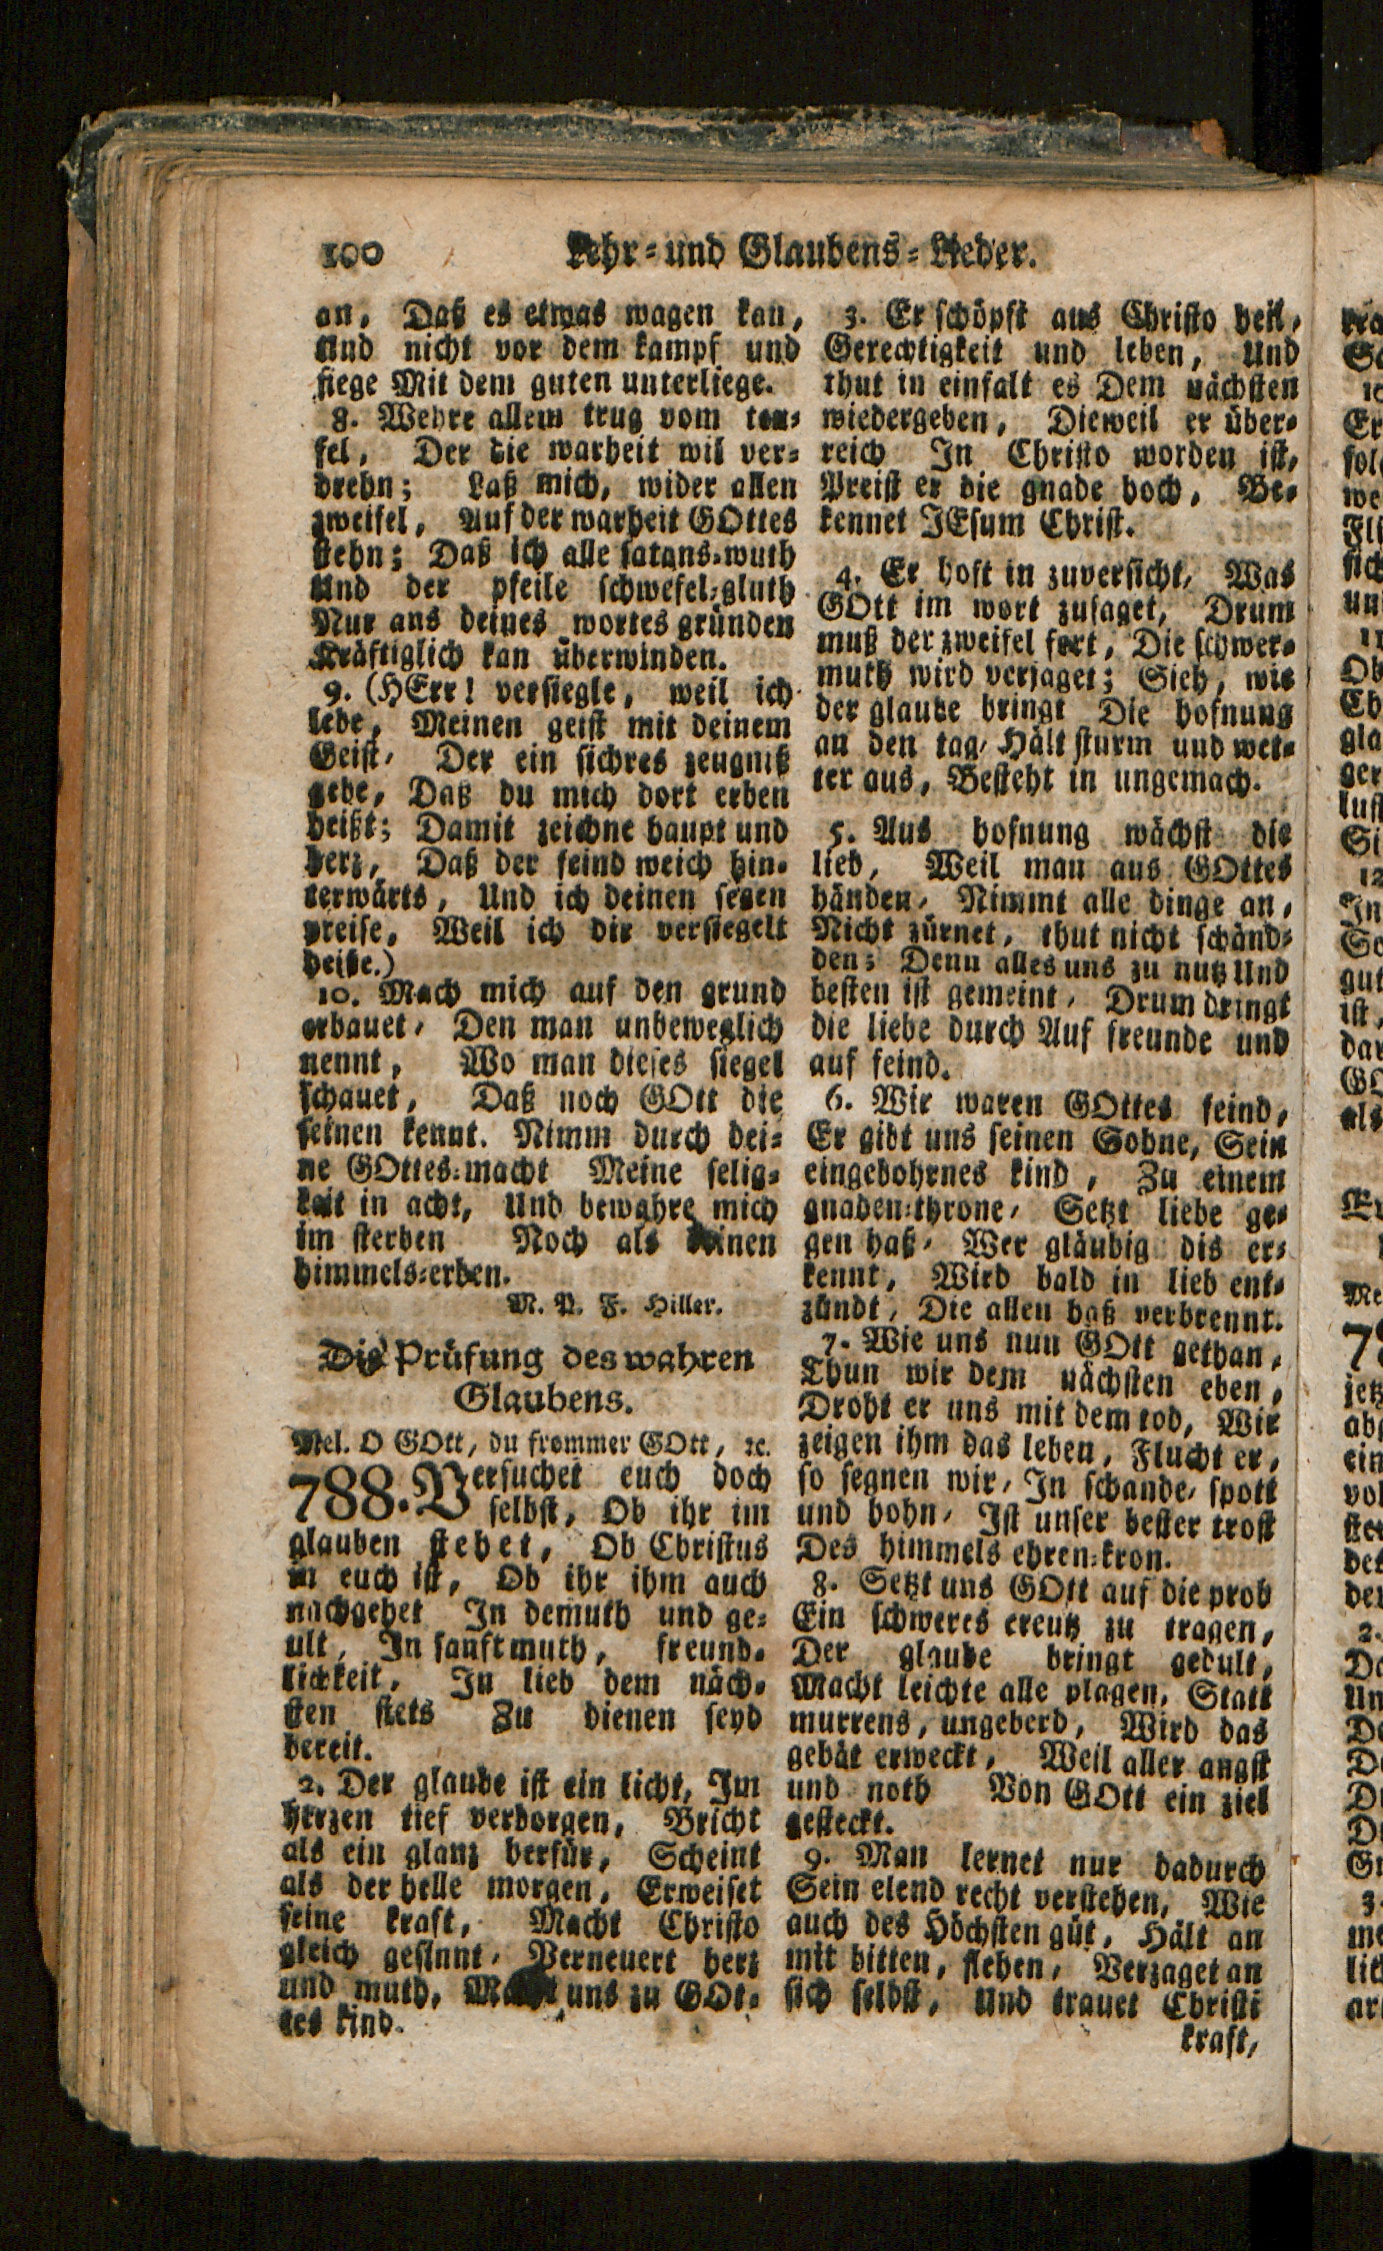 100 Lehr-und Glaubens-Lieder.
an, Daß es etwas wagen kan,
Und nicht vor dem kampf und
siege Mit dem guten unterliege.
8. Wehre allem trug vom teu-
fel, Der die warheit wil ver-
drehn; Laß mich, wider allen
zweifel, Auf der warheit GOttes
stehn; Daß ich alle satans-wuth
Und der pfeile schwefel-gluth
Nur aus deines wortes gründen
Kräftiglich kan überwinden.
9. (HErr! versiegle, weil ich
lebe, Meinen geist mit deinem
Geist, Der ein sichres zeugniß
gebe, Daß du mich dort erben
heißt; Damit zeichne haupt und
herz, Daß der feind weich hin-
terwärts, Und ich deinen segen
preise, Weil ich dir versiegelt
heisse.)
10. Mach mich auf den grund
erbauet, Den man unbeweglich
nennt, Wo man dieses siegel
schauet, Daß noch GOtt die
seinen kennt. Nimm durch dei-
ne GOttes-macht Meine selig-
keit in acht, Und bewahre mich
im sterben Noch als deinen
himmels-erben.
M. P. F. Hiller.
Die Prüfung des wahren
Glaubens.
Mel. O GOtt, du frommer GOtt, ꝛc.
788. Versuchet euch doch
selbst, Ob ihr im
glauben stehet, Ob Christus
in euch ist, Ob ihr ihm auch
nachgehet In demuth und ge-
ult, In sanftmuth, freund-
lichkeit, In lieb dem näch-
sten stets Zu dienen seyd
bereit.
2. Der glaube ist ein licht, Im
herzen tief verborgen, Bricht
als ein glanz herfür, Scheint
als der helle morgen, Erweiset
seine kraft, Macht Christo
gleich gesinnt, Verneuert herz
und muth, Macht uns zu GOt-
tes kind.
3. Er schöpft aus Christo heil,
Gerechtigkeit und leben, Und
thut in einfalt es Dem nächsten
wiedergeben, Dieweil er über-
reich In Christo worden ist,
Preist er die gnade hoch, Be-
kennet JEsum Christ.
4. Er hoft in zuversicht, Was
GOtt im wort zusaget, Drum
muß der zweifel fort, Die schwer-
muth wird verjaget; Sieh, wie
der glaube bringt Die hofnung
an den tag, Hält sturm und wet-
ter aus, Besteht in ungemach.
5. Aus hofnung wächst die
lieb, Weil man aus GOttes
händen, Nimmt alle dinge an,
Nicht zürnet, thut nicht schänd-
den; Denn alles uns zu nutz Und
besten ist gemeint, Drum dringt
die liebe durch Auf freunde und
auf feind.
6. Wir waren GOttes feind,
Er gibt uns seinen Sohne, Sein
eingebohrnes kind, Zu einem
gnaden-throne, Setzt liebe ge-
gen haß, Wer gläubig dis er-
kennt, Wird bald in lieb ent-
zündt, Die allen haß verbrennt.
7. Wie uns nun GOtt gethan,
Thun wir dem nächsten eben,
Droht er uns mit dem tod, Wir
zeigen ihm das leben, Flucht er,
so segnen wir, In schande, spott
und hohn, Ist unser bester trost
Des himmels ehren-kron.
8. Setzt uns GOtt auf die prob
Ein schweres creutz zu tragen,
Der glaube bringt gedult,
Macht leichte alle plagen, Statt
murrens, ungeberd, Wird das
gebät erweckt, Weil aller angst
und noth Von GOtt ein ziel
gesteckt.
9. Man lernet nur dadurch
Sein elend recht verstehen, Wie
auch des Höchsten güt, Hält an
mit bitten, flehen, Verzaget an
sich selbst, Und trauet Christi
kraft,